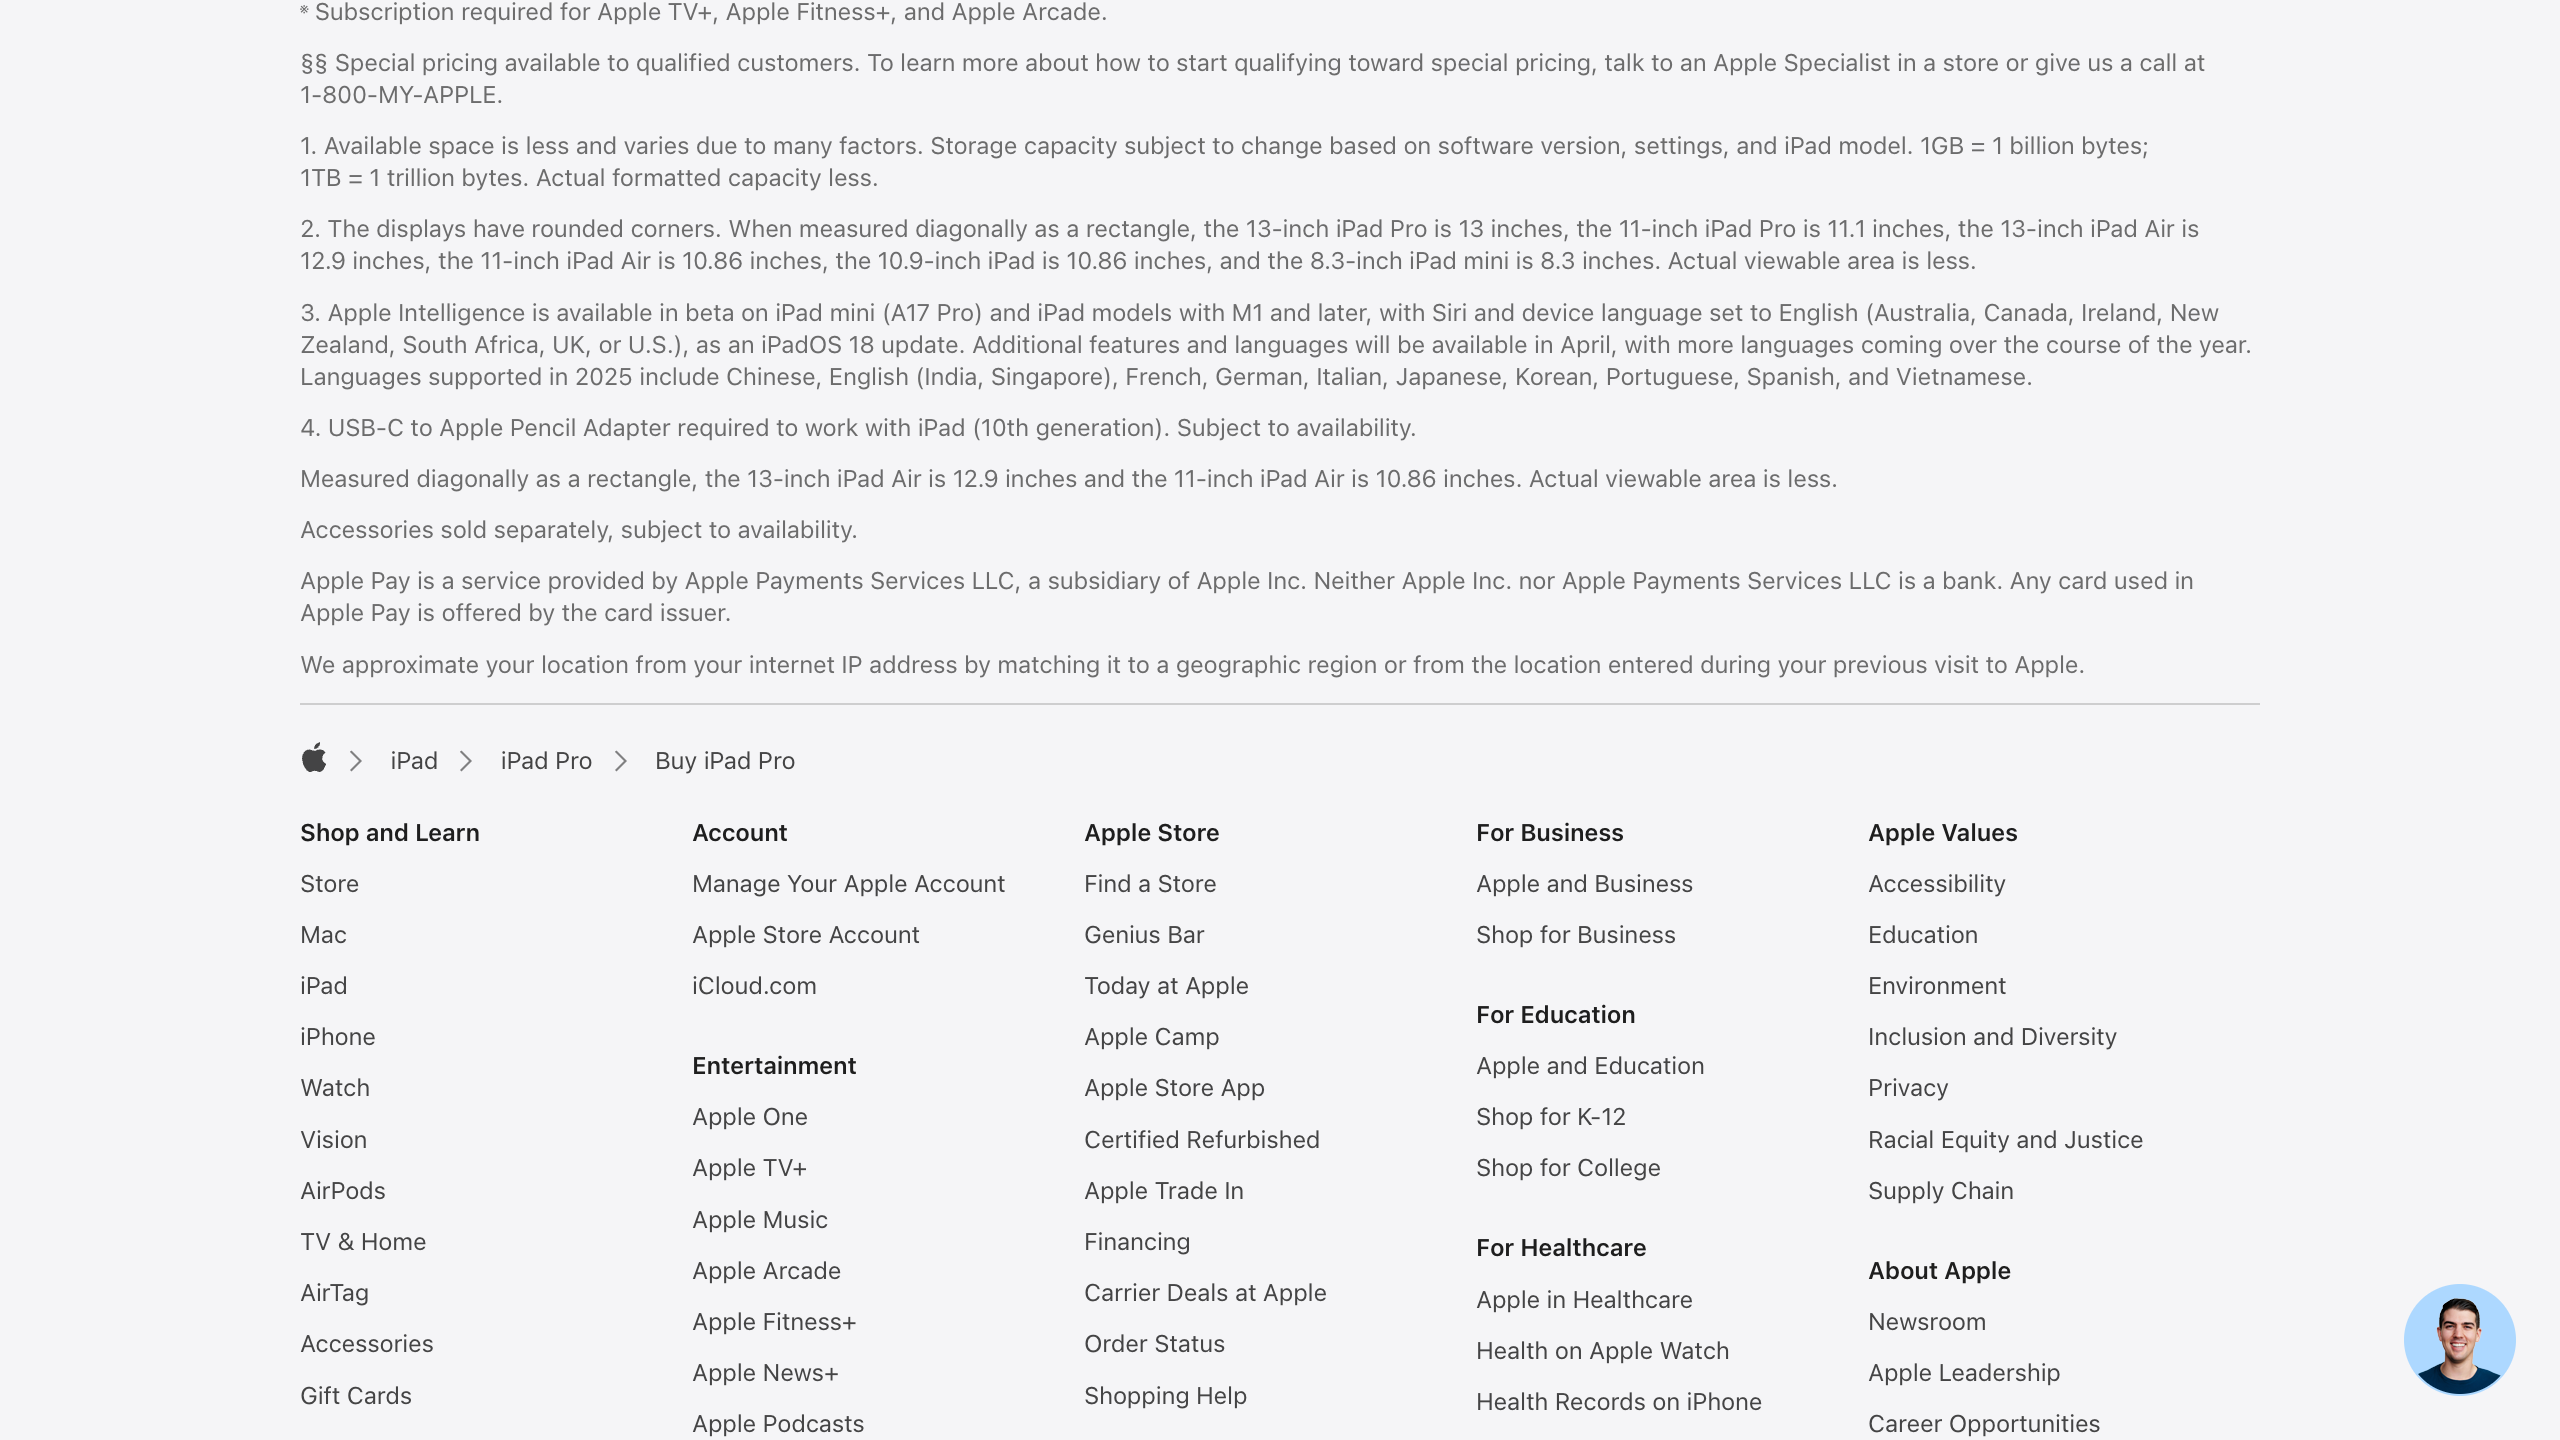 ※ Subscription required for Apple TV+, Apple Fitness+, and Apple Arcade.
§§ Special pricing available to qualified customers. To learn more about how to start qualifying toward special pricing, talk to an Apple Specialist in a store or give us a call at
1-800-MY-APPLE.
1. Available space is less and varies due to many factors. Storage capacity subject to change based on software version, settings, and iPad model. 1GB = 1 billion bytes;
1TB = 1 trillion bytes. Actual formatted capacity less.
2. The displays have rounded corners. When measured diagonally as a rectangle, the 13-inch iPad Pro is 13 inches, the 11-inch iPad Pro is 11.1 inches, the 13-inch iPad Air is
12.9 inches, the 11-inch iPad Air is 10.86 inches, the 10.9-inch iPad is 10.86 inches, and the 8.3-inch iPad mini is 8.3 inches. Actual viewable area is less.
3. Apple Intelligence is available in beta on iPad mini (A17 Pro) and iPad models with M1 and later, with Siri and device language set to English (Australia, Canada, Ireland, New
Zealand, South Africa, UK, or U.S.), as an iPadOS 18 update. Additional features and languages will be available in April, with more languages coming over the course of the year.
Languages supported in 2025 include Chinese, English (India, Singapore), French, German, Italian, Japanese, Korean, Portuguese, Spanish, and Vietnamese.
4. USB-C to Apple Pencil Adapter required to work with iPad (10th generation). Subject to availability.
Measured diagonally as a rectangle, the 13-inch iPad Air is 12.9 inches and the 11-inch iPad Air is 10.86 inches. Actual viewable area is less.
Accessories sold separately, subject to availability.
Apple Pay is a service provided by Apple Payments Services LLC, a subsidiary of Apple Inc. Neither Apple Inc. nor Apple Payments Services LLC is a bank. Any card used in
Apple Pay is offered by the card issuer.
We approximate your location from your internet IP address by matching it to a geographic region or from the location entered during your previous visit to Apple.
iPad
iPad Pro
Buy iPad Pro
Shop and Learn
Store
Mac
iPad
iPhone
Watch
Vision
AirPods
TV & Home
AirTag
Accessories
Gift Cards
Account
Manage Your Apple Account
Apple Store Account
iCloud.com
Entertainment
Apple One
Apple TV+
Apple Music
Apple Arcade
Apple Fitness+
Apple News+
Apple Podcasts
Apple Store
Find a Store
Genius Bar
Today at Apple
Apple Camp
Apple Store App
Certified Refurbished
Apple Trade In
Financing
Carrier Deals at Apple
Order Status
Shopping Help
For Business
Apple and Business
Shop for Business
For Education
Apple and Education
Shop for K-12
Shop for College
For Healthcare
Apple in Healthcare
Health on Apple Watch
Health Records on iPhone
Apple Values
Accessibility
Education
Environment
Inclusion and Diversity
Privacy
Racial Equity and Justice
Supply Chain
About Apple
Newsroom
Apple Leadership
Career Opportunities